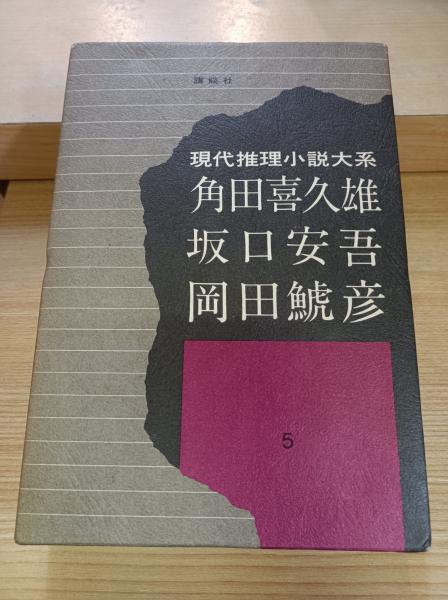 講談社
現代推理小説大系
角田喜久雄
坂口安吾
岡田鯱彦
5